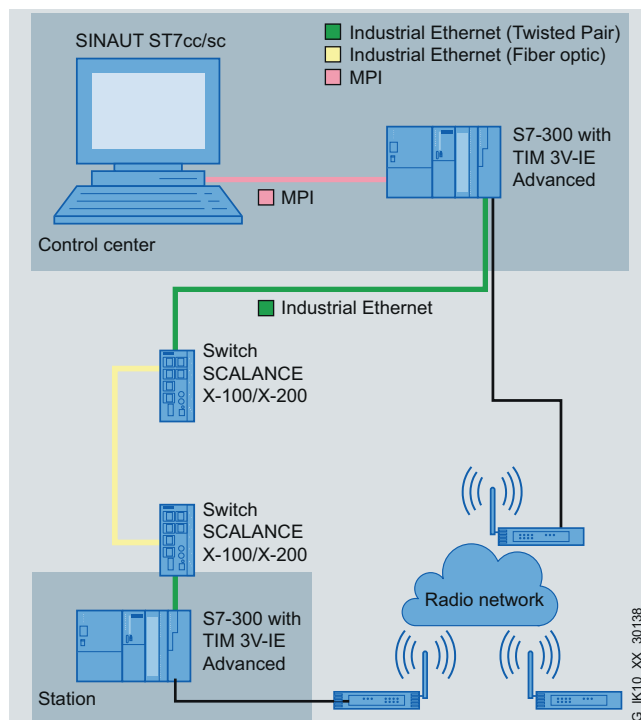 SINAUT ST7cc/sc
Industrial Ethernet (Twisted Pair)
Industrial Ethernet (Fiber optic)
MPI
S7-300 with
TIM 3V-IE
Advanced
MPI
Control center
Industrial Ethernet
Switch
SCALANCE
X-100/X-200
Switch
SCALANCE
X-100/X-200
Radio network
S7-300 with
TIM 3V-IE
Advanced
Station
G_IK10_XX_30138